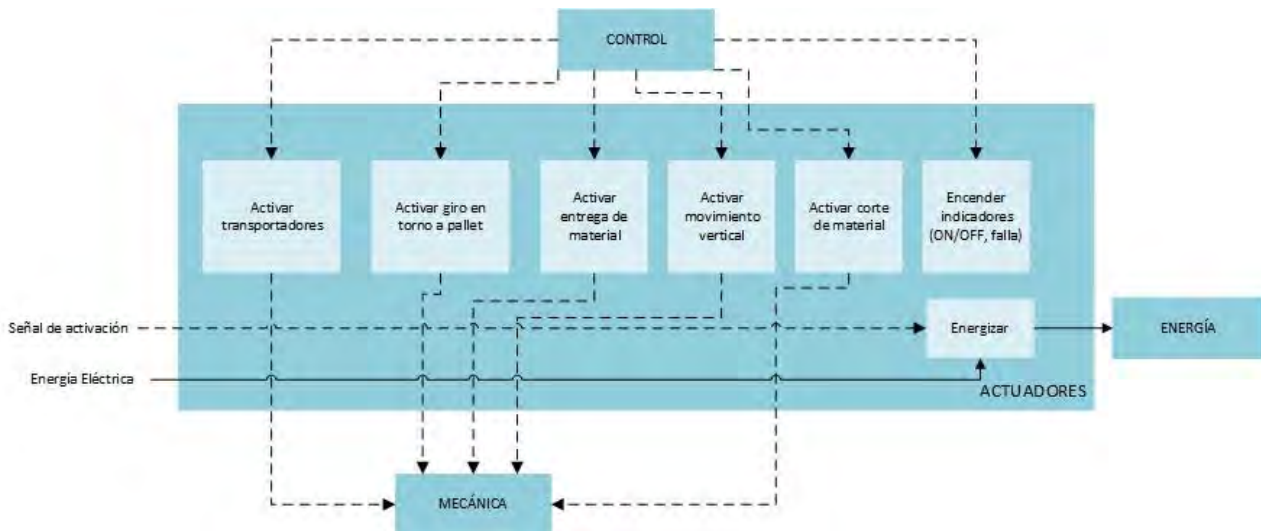 CONTROL
Activar
transportadores
Activar giro en
torno a pallet
Activar
entrega de
material
Activar
movimiento
vertical
Activar corte
de material
Encender
indicadores
(ON/OFF, falla)
Señal de activación
Energizar
ENERGÍA
Energía Eléctrica
ACTUADORES
MECÁNICA